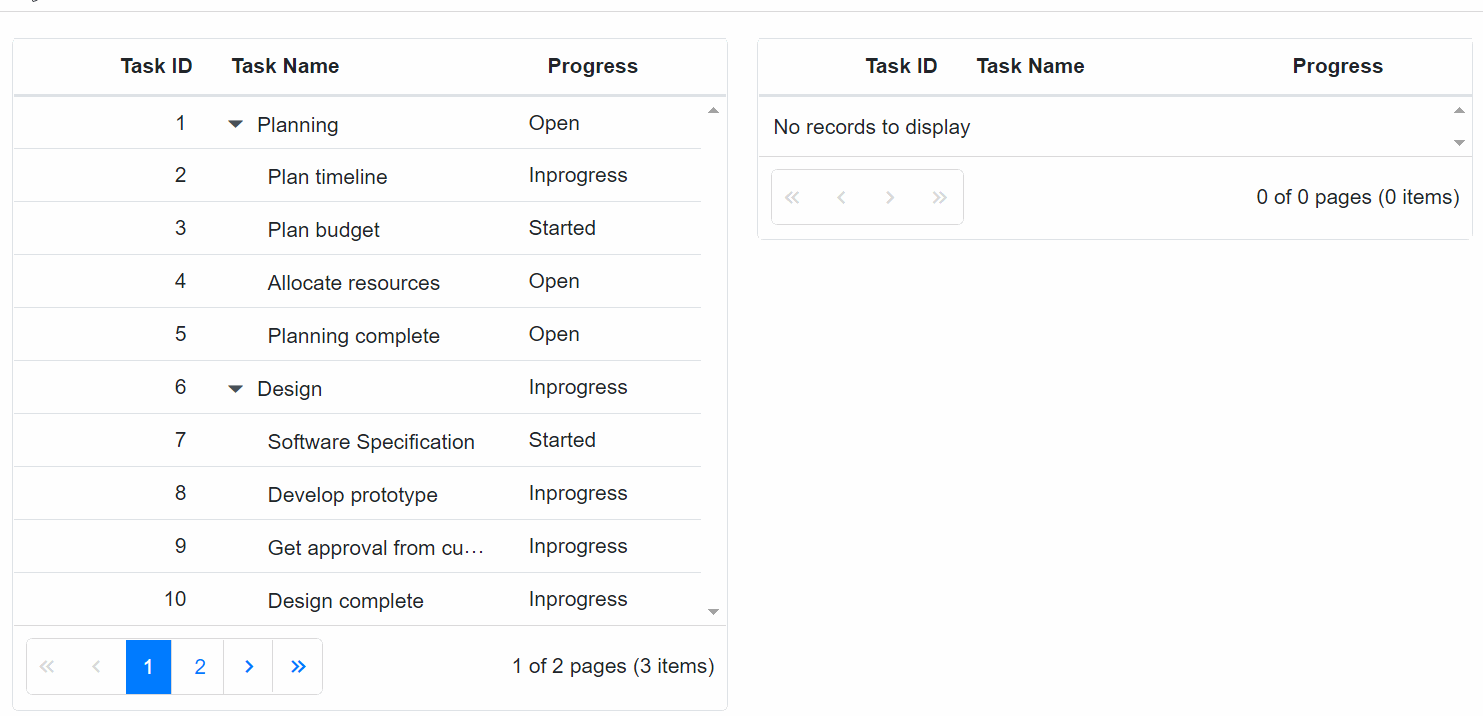 Task ID Task Name Progress
1 Planning Open
2 Plan timeline Inprogress
3 Plan budget Started
4 Allocate resources Open
5 Planning complete Open
6 Design Inprogress
7 Software Specification Started
8 Develop prototype Inprogress
9 Get approval from cu... Inprogress
10 Design complete Inprogress
1 2 1 of 2 pages (3 items)
Task ID Task Name Progress
No records to display
0 of 0 pages (0 items)